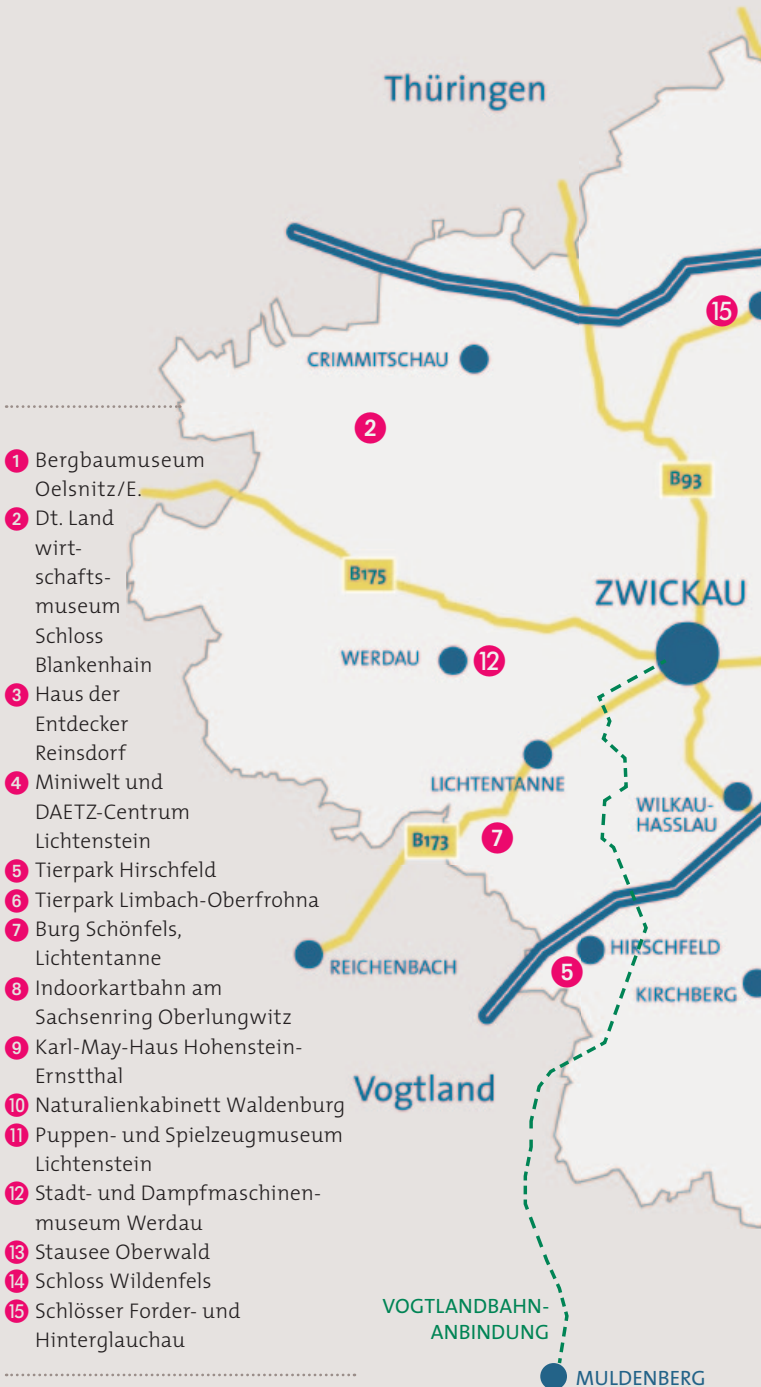 Thüringen
15
CRIMMITSCHAU
2
B93
B175
ZWICKAU
WERDAU
12
LICHTENTANNE
WILKAU-
HASSLAU
B173
7
REICHENBACH
HIRSCHFELD
5
KIRCHBERG
Vogtland
VOGTLANDBAHN-
ANBINDUNG
MULDENBERG
1 Bergbaumuseum
Oelsnitz/E.
2 Dt. Land
wirt-
schafts-
museum
Schloss
Blankenhain
3 Haus der
Entdecker
Reinsdorf
4 Miniwelt und
DAETZ-Centrum
Lichtenstein
5 Tierpark Hirschfeld
6 Tierpark Limbach-Oberfrohna
7 Burg Schönfels,
Lichtentanne
8 Indoorkartbahn am
Sachsenring Oberlungwitz
9 Karl-May-Haus Hohenstein-
Ernstthal
10 Naturalienkabinett Waldenburg
11 Puppen- und Spielzeugmuseum
Lichtenstein
12 Stadt- und Dampfmaschinen-
museum Werdau
13 Stausee Oberwald
14 Schloss Wildenfels
15 Schlösser Forder- und
Hinterglauchau